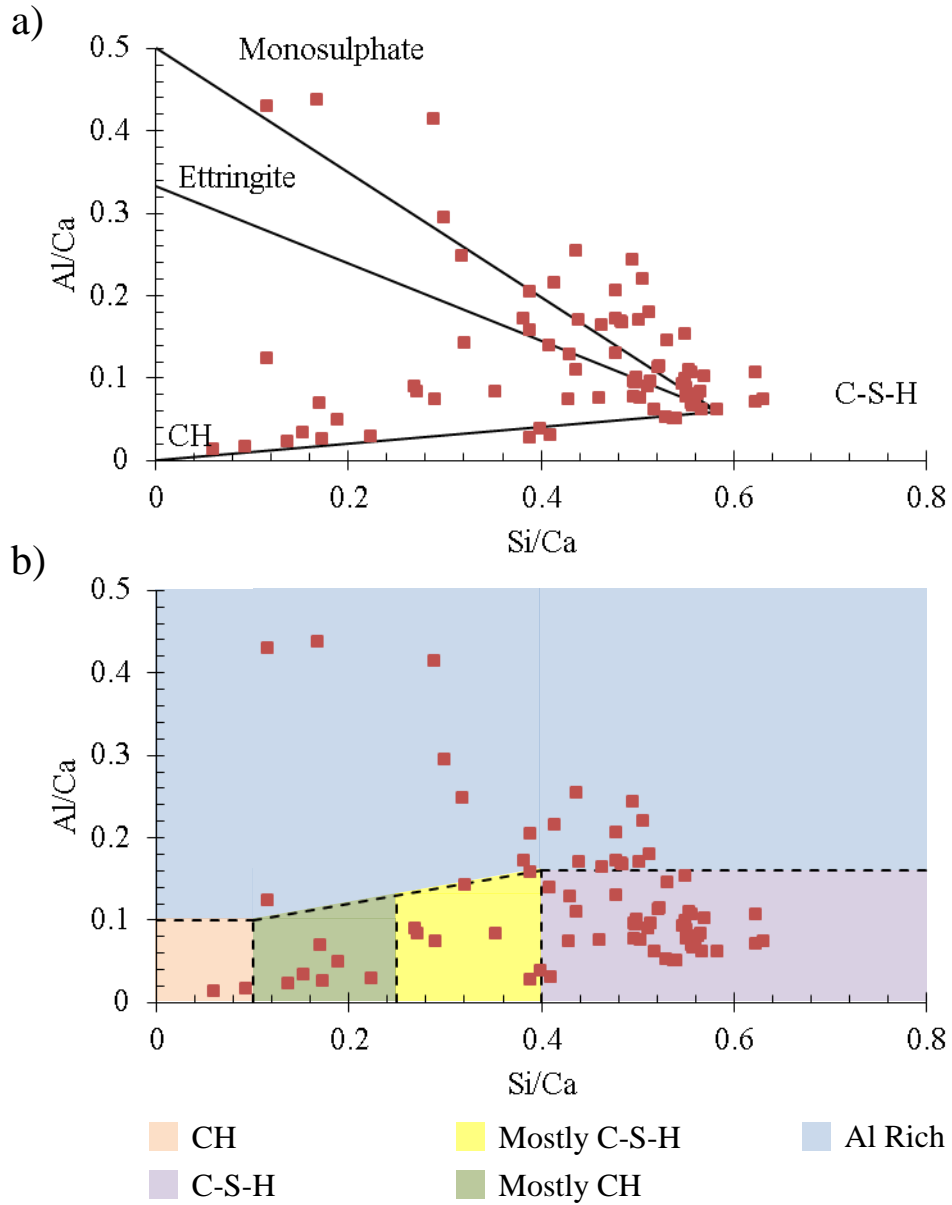 a)
Monosulphate
0.5
0.4
Ettringite
0.3
Al/Ca
0.2
0.1
C-S-H
CH
0
0 0.2 0.4 0.6 0.8
Si/Ca
b)
0.5
0.4
0.3
Al/Ca
0.2
0.1
0
0 0.2 0.4 0.6 0.8
Si/Ca
CH Mostly C-S-H Al Rich
C-S-H Mostly CH